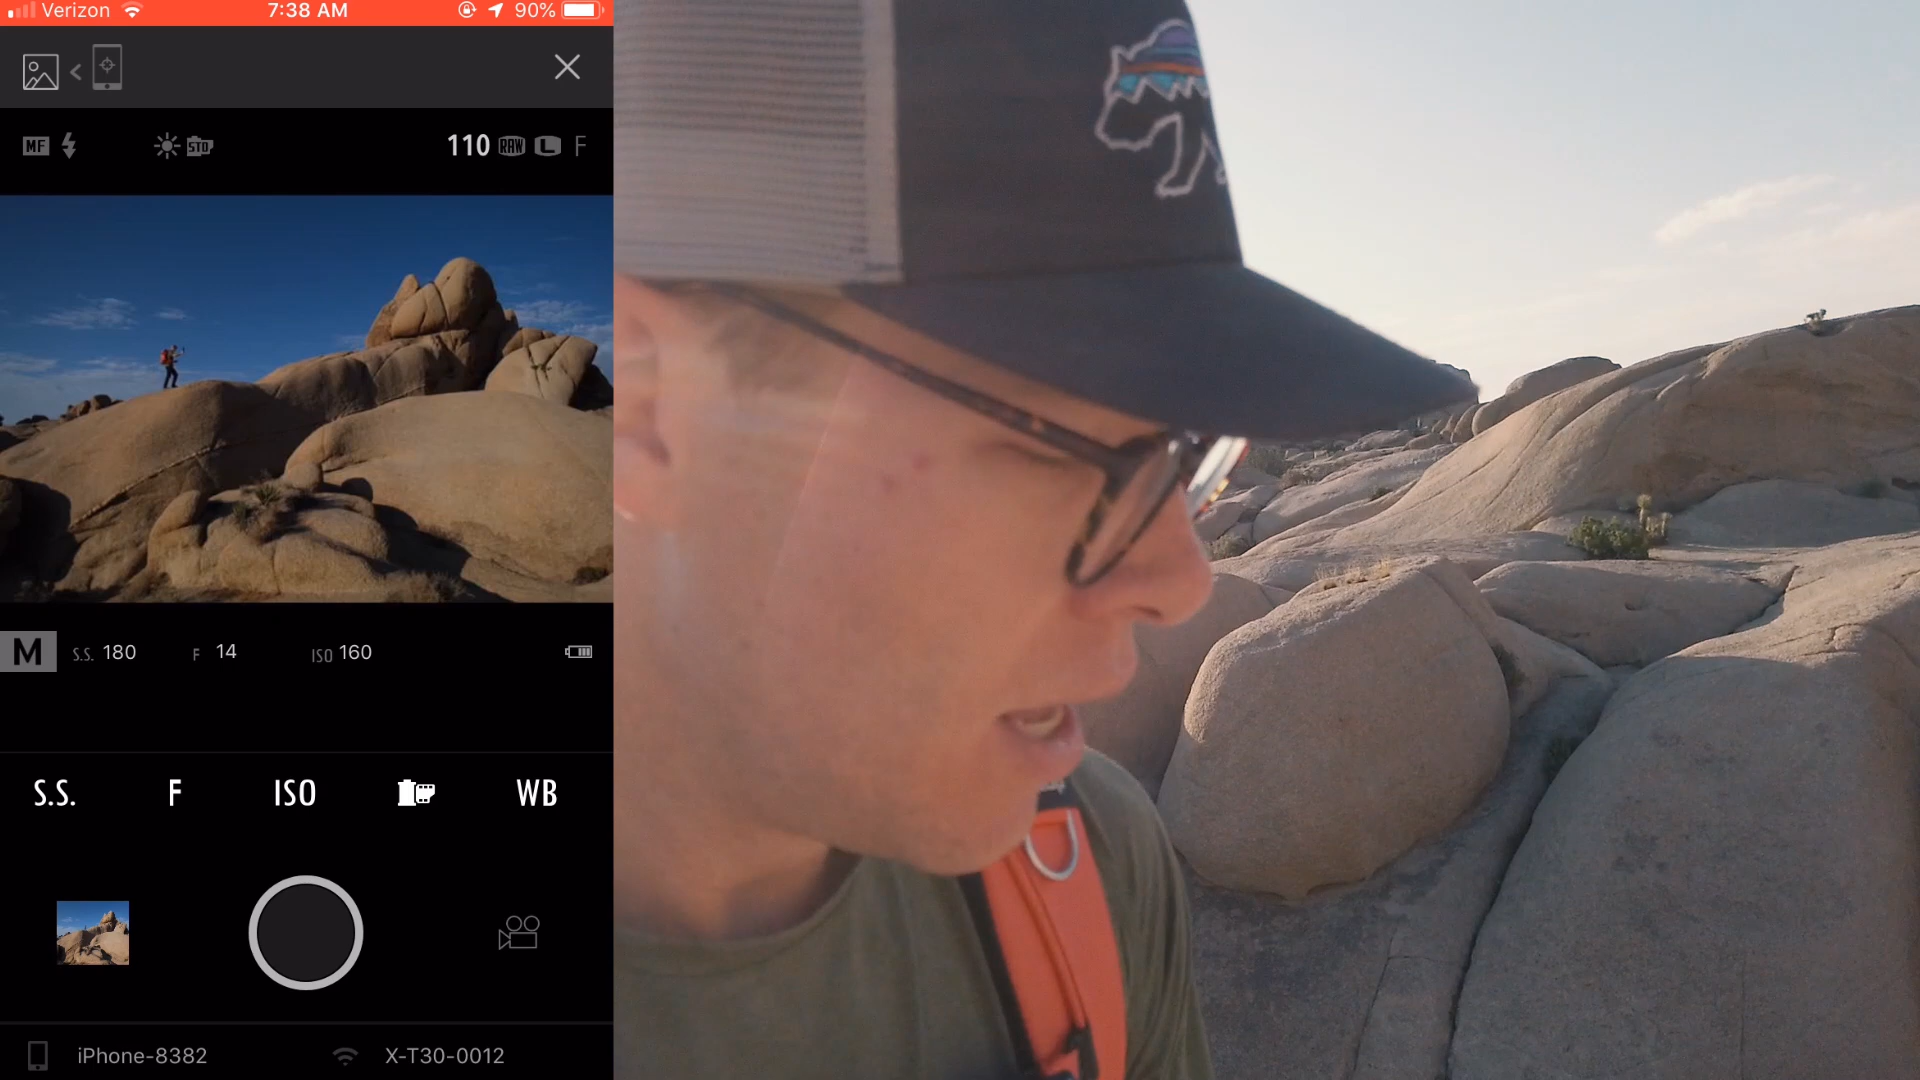 Verizon 7:38 AM 90%
MF STD 110 RAW L F
M S.S. 180 F 14 ISO 160
S.S. F ISO WB
iPhone-8382 X-T30-0012